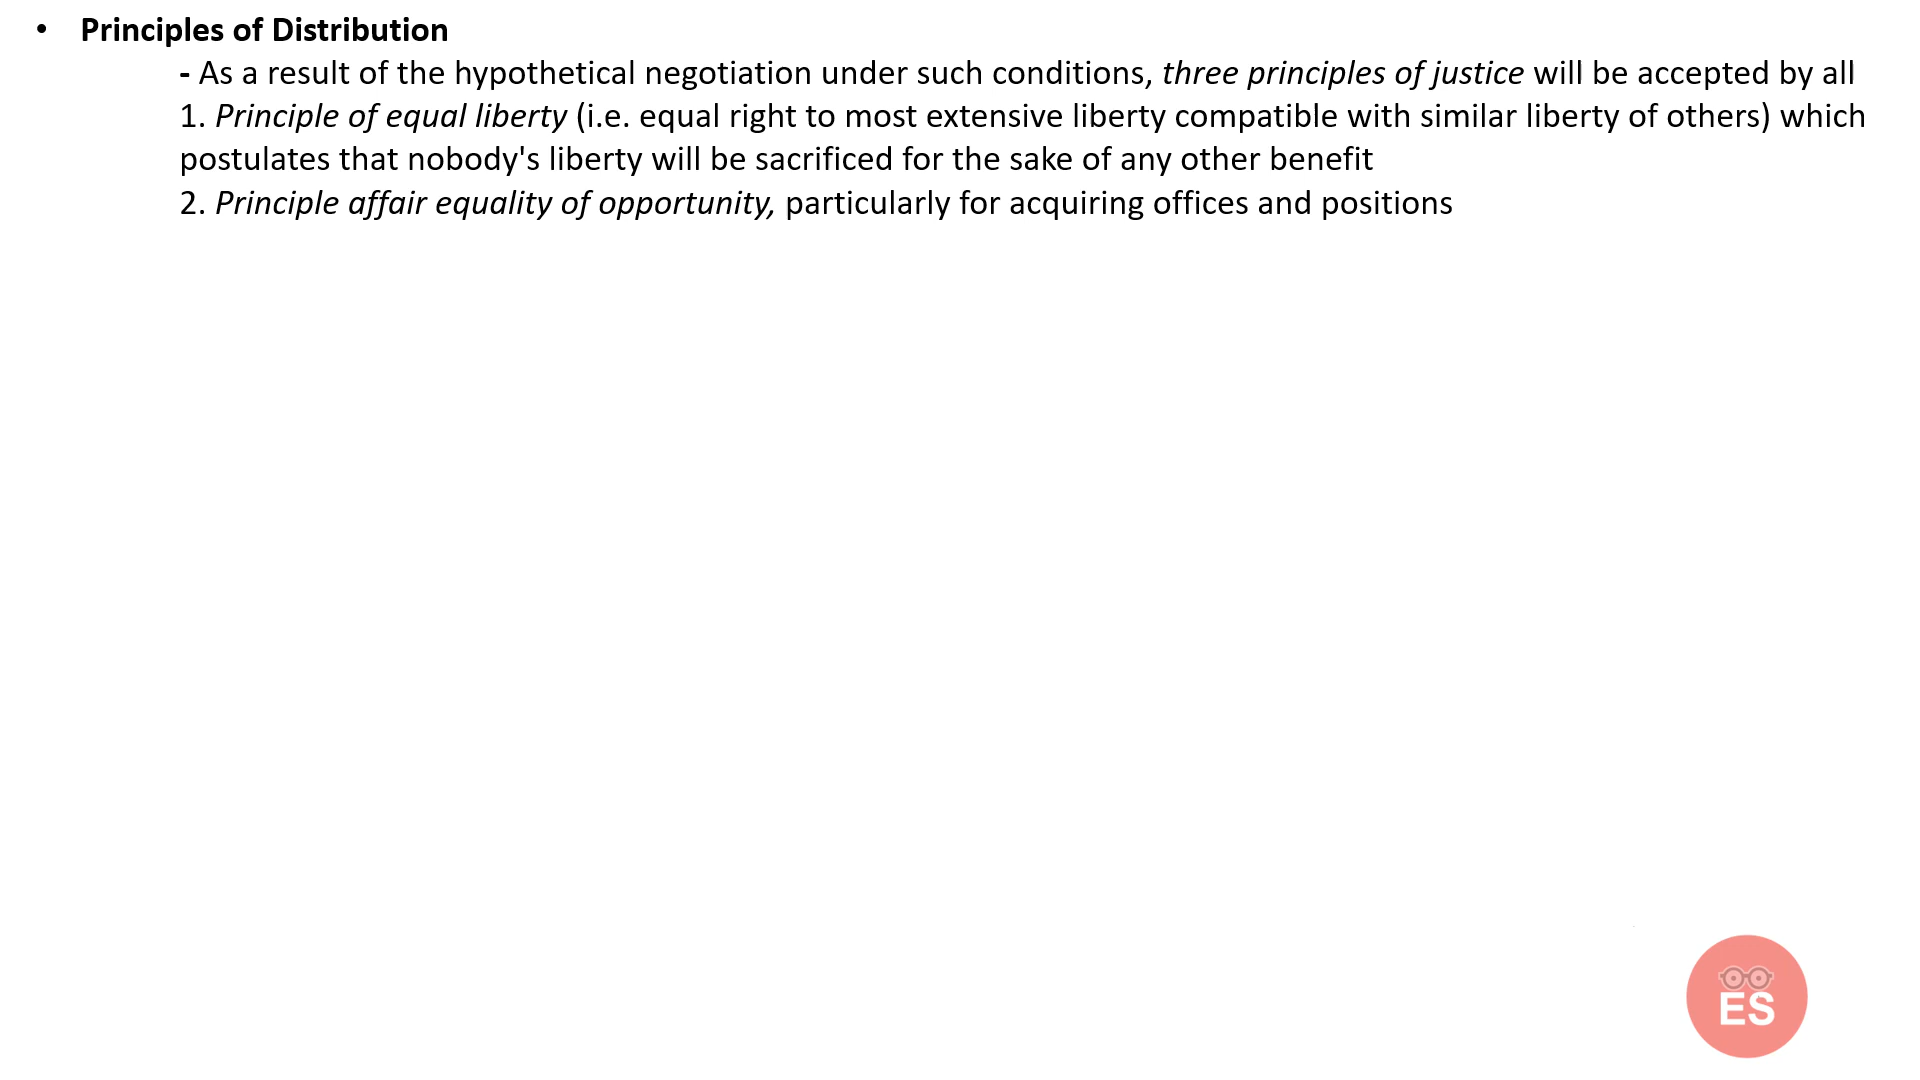 • Principles of Distribution
- As a result of the hypothetical negotiation under such conditions, three principles of justice will be accepted by all
1. Principle of equal liberty (i.e. equal right to most extensive liberty compatible with similar liberty of others) which
postulates that nobody's liberty will be sacrificed for the sake of any other benefit
2. Principle affair equality of opportunity, particularly for acquiring offices and positions
ES